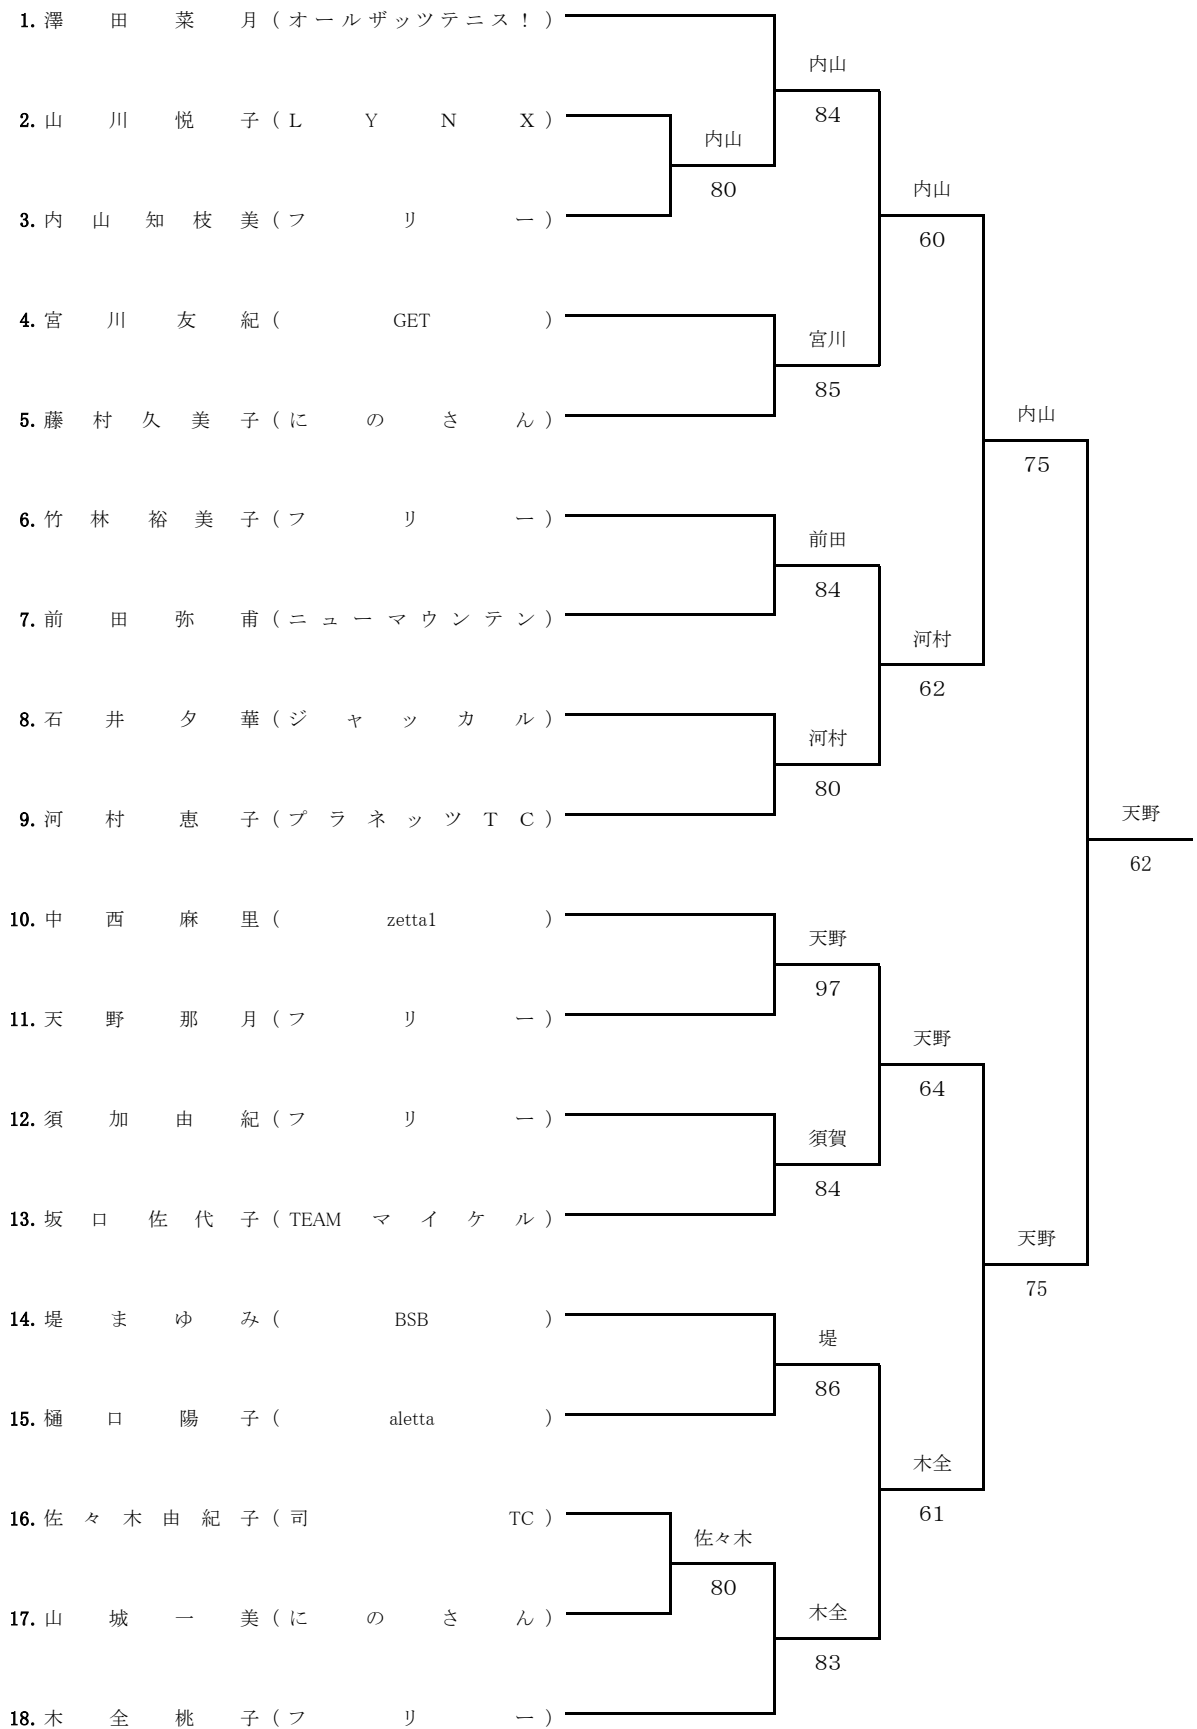 1. 澤田菜月（オールザッツテニス！）
内山
84
2. 山川悦子（LYNX）
内山
80
3. 内山知枝美（フリー）
内山
60
4. 宮川友紀（GET）
宮川
85
5. 藤村久美子（にのさん）
内山
75
6. 竹林裕美子（フリー）
前田
84
7. 前田弥甫（ニューマウンテン）
河村
62
8. 石井夕華（ジャッカル）
河村
80
9. 河村恵子（プラネッツTC）
天野
62
10. 中西麻里（zetta1）
天野
97
11. 天野那月（フリー）
天野
64
12. 須加由紀（フリー）
須賀
84
13. 坂口佐代子（TEAMマイケル）
天野
75
14. 堤まゆみ（BSB）
堤
86
15. 樋口陽子（aletta）
木全
61
16. 佐々木由紀子（司TC）
佐々木
80
17. 山城一美（にのさん）
木全
83
18. 木全桃子（フリー）